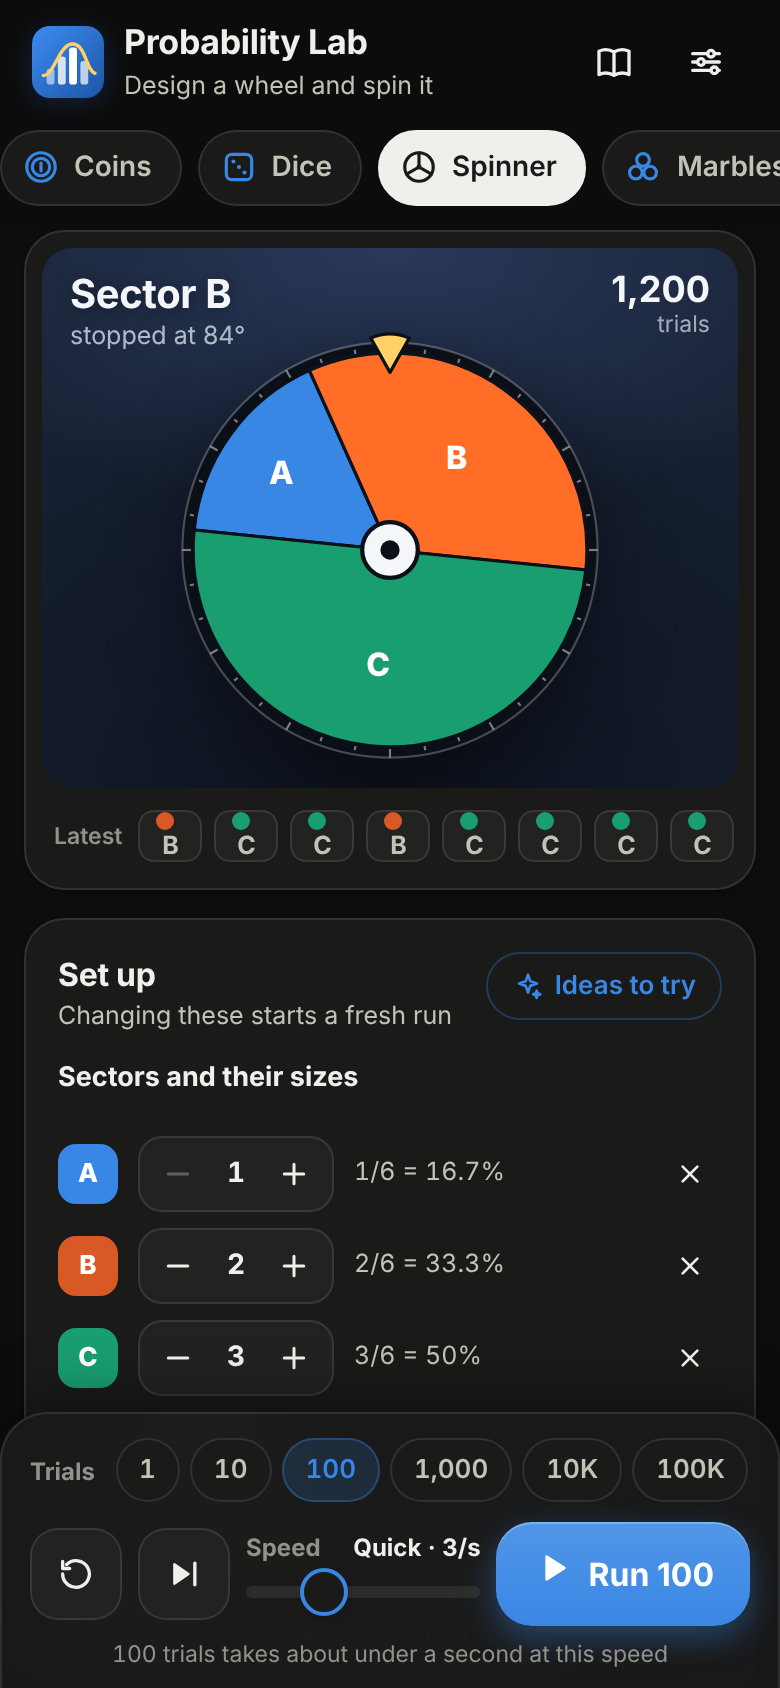 Probability Lab
Design a wheel and spin it
Coins
Dice
Spinner
Marbles
Sector B
stopped at 84°
1,200
trials
A
B
C
Latest
B
C
C
B
C
C
C
C
Set up
Changing these starts a fresh run
Ideas to try
Sectors and their sizes
A − 1 + 1/6 = 16.7% ×
B − 2 + 2/6 = 33.3% ×
C − 3 + 3/6 = 50% ×
Trials 1 10 100 1,000 10K 100K
Speed Quick · 3/s
Run 100
100 trials takes about under a second at this speed